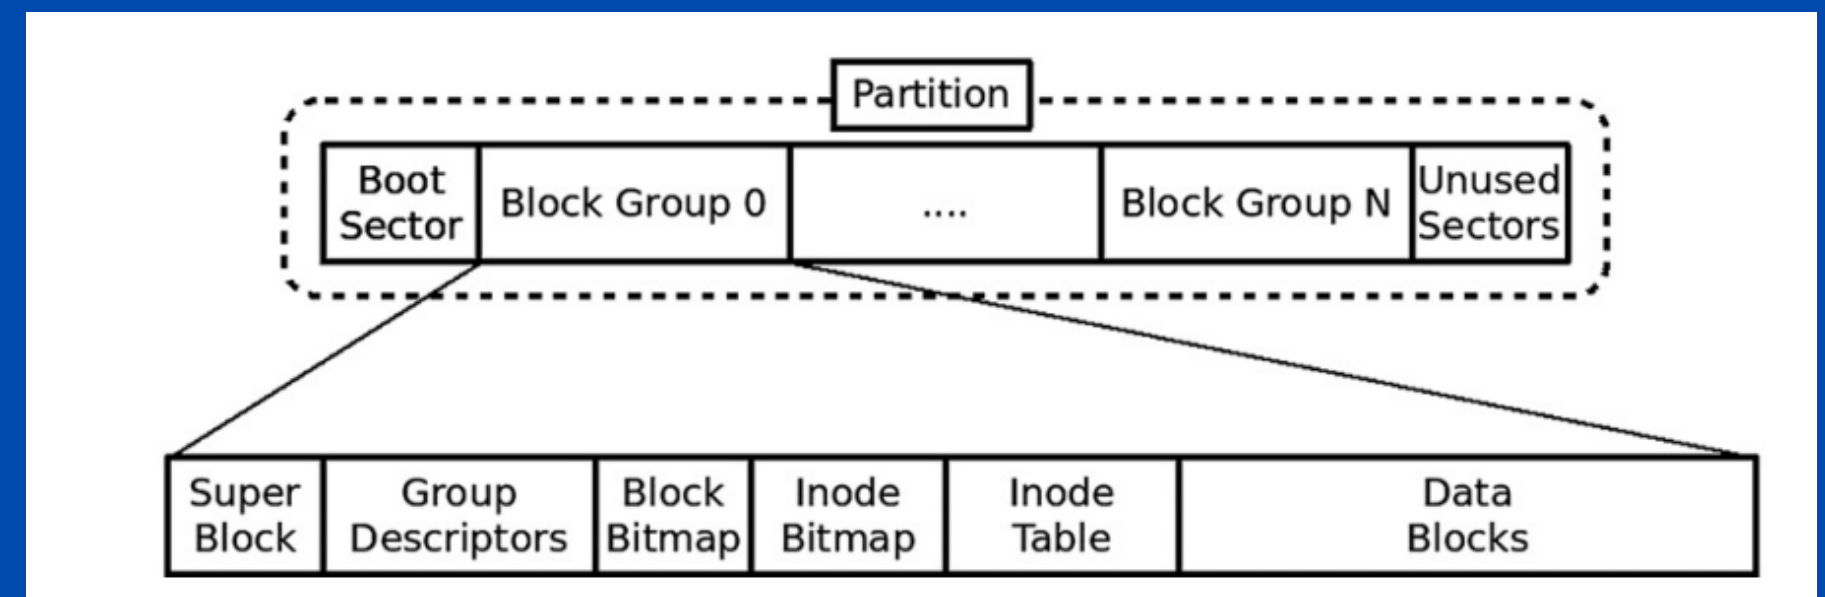 Partition
Boot
Sector
Block Group 0
....
Block Group N
Unused
Sectors
Super
Block
Group
Descriptors
Block
Bitmap
Inode
Bitmap
Inode
Table
Data
Blocks